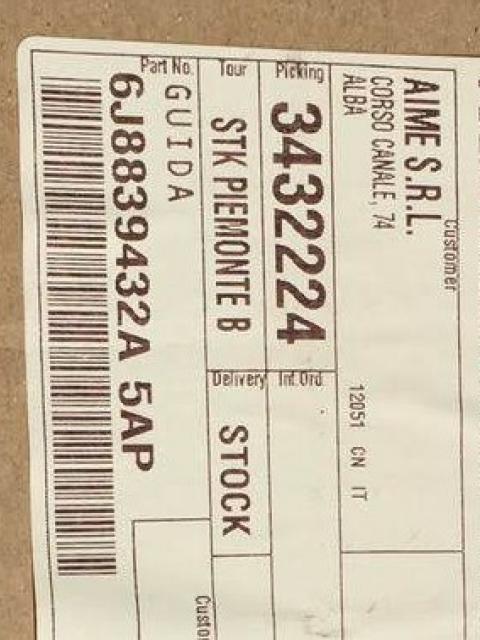 Customer
AIME S.R.L.
CORSO CANALE, 74
ALBA
12051 CN IT
Picking
3432224
Int.Ord.
Tour
STK PIEMONTE B
Delivery
STOCK
Part No.
GUIDA
6J8839432A 5AP